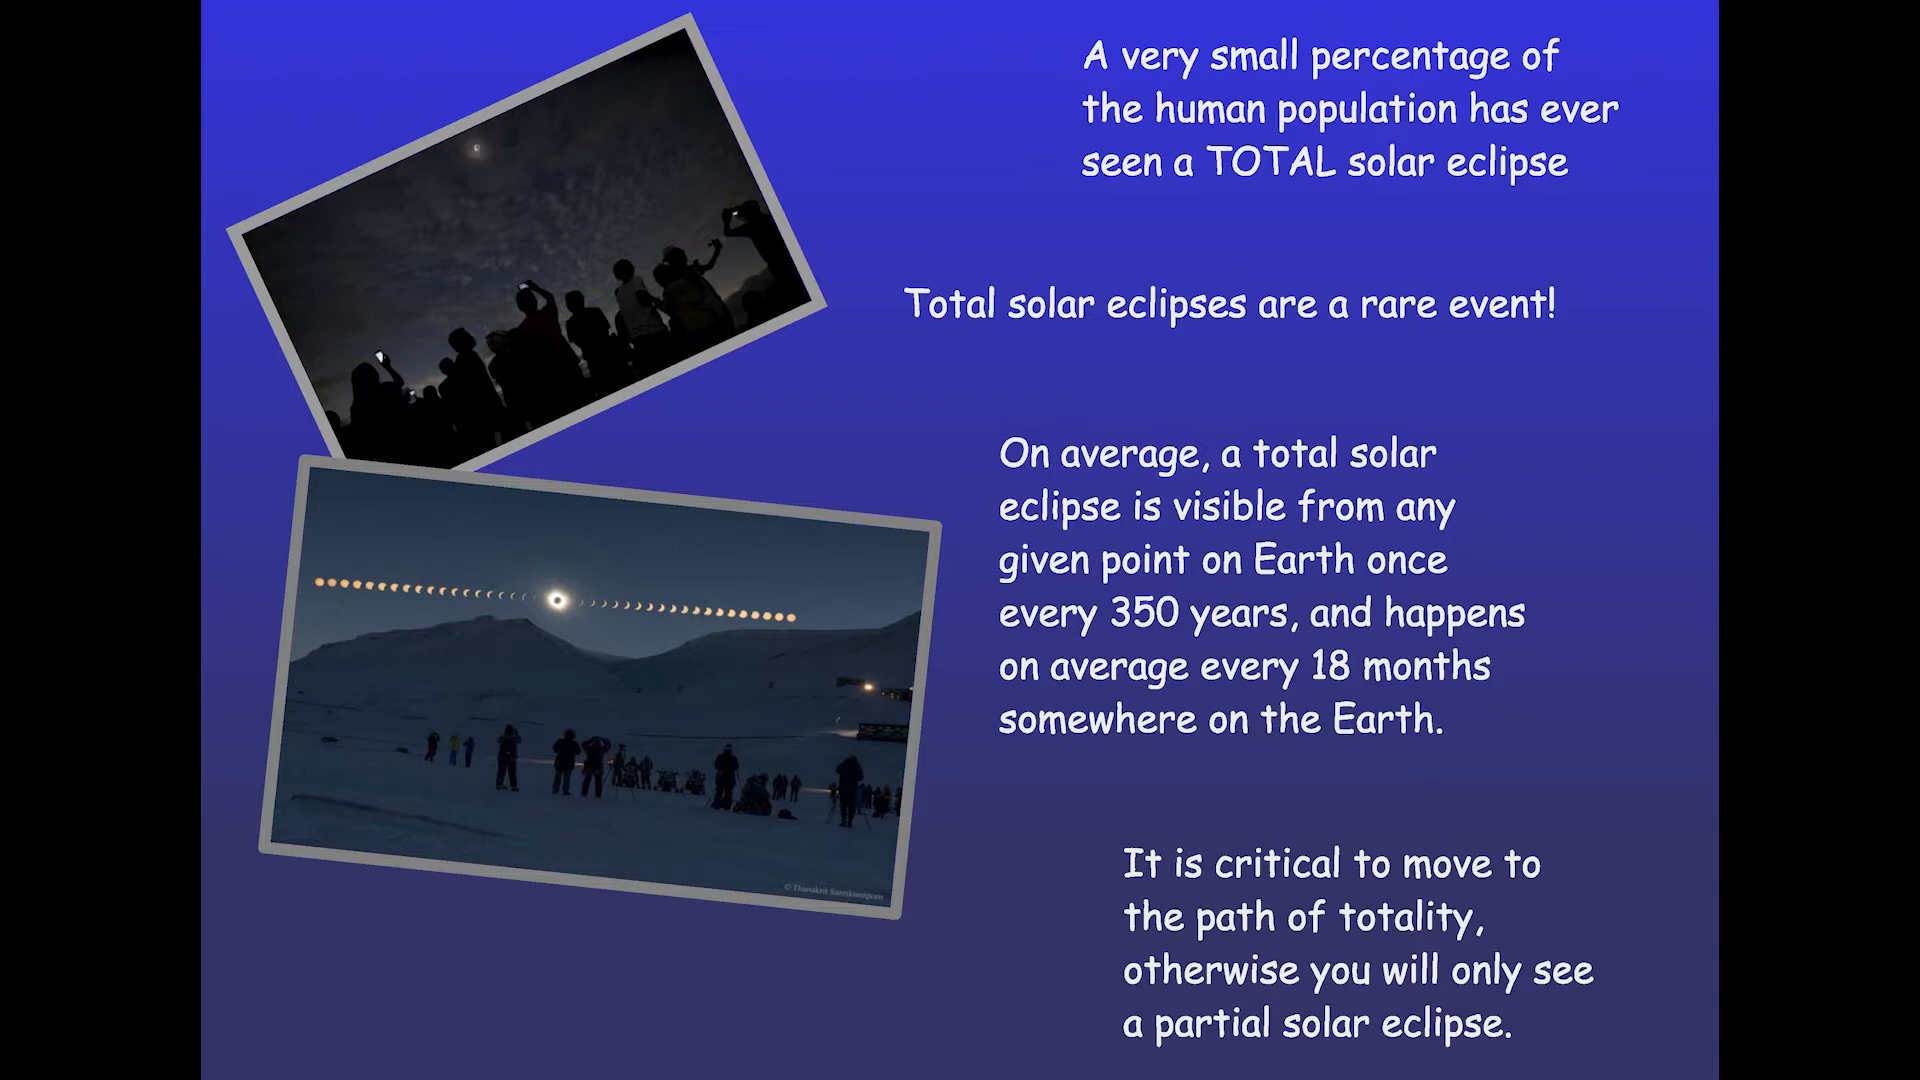 A very small percentage of
the human population has ever
seen a TOTAL solar eclipse
Total solar eclipses are a rare event!
On average, a total solar
eclipse is visible from any
given point on Earth once
every 350 years, and happens
on average every 18 months
somewhere on the Earth.
It is critical to move to
the path of totality,
otherwise you will only see
a partial solar eclipse.
© Thanakrit